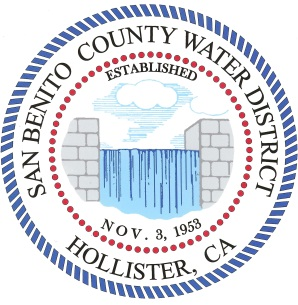 SAN BENITO COUNTY WATER DISTRICT
ESTABLISHED
NOV. 3, 1953
HOLLISTER, CA